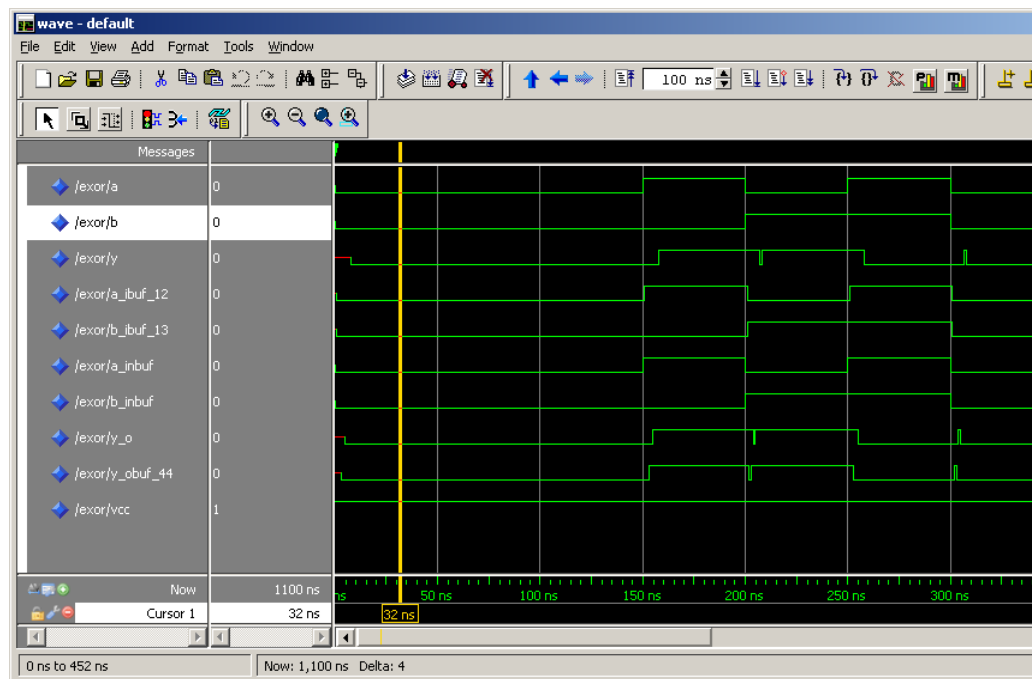 wave - default
File Edit View Add Format Tools Window
100 ns
Messages
/exor/a 0
/exor/b 0
/exor/y 0
/exor/a_ibuf_12 0
/exor/b_ibuf_13 0
/exor/a_inbuf 0
/exor/b_inbuf 0
/exor/y_o 0
/exor/y_obuf_44 0
/exor/vcc 1
Now 1100 ns ns 50 ns 100 ns 150 ns 200 ns 250 ns 300 ns
Cursor 1 32 ns 32 ns
0 ns to 452 ns Now: 1,100 ns Delta: 4